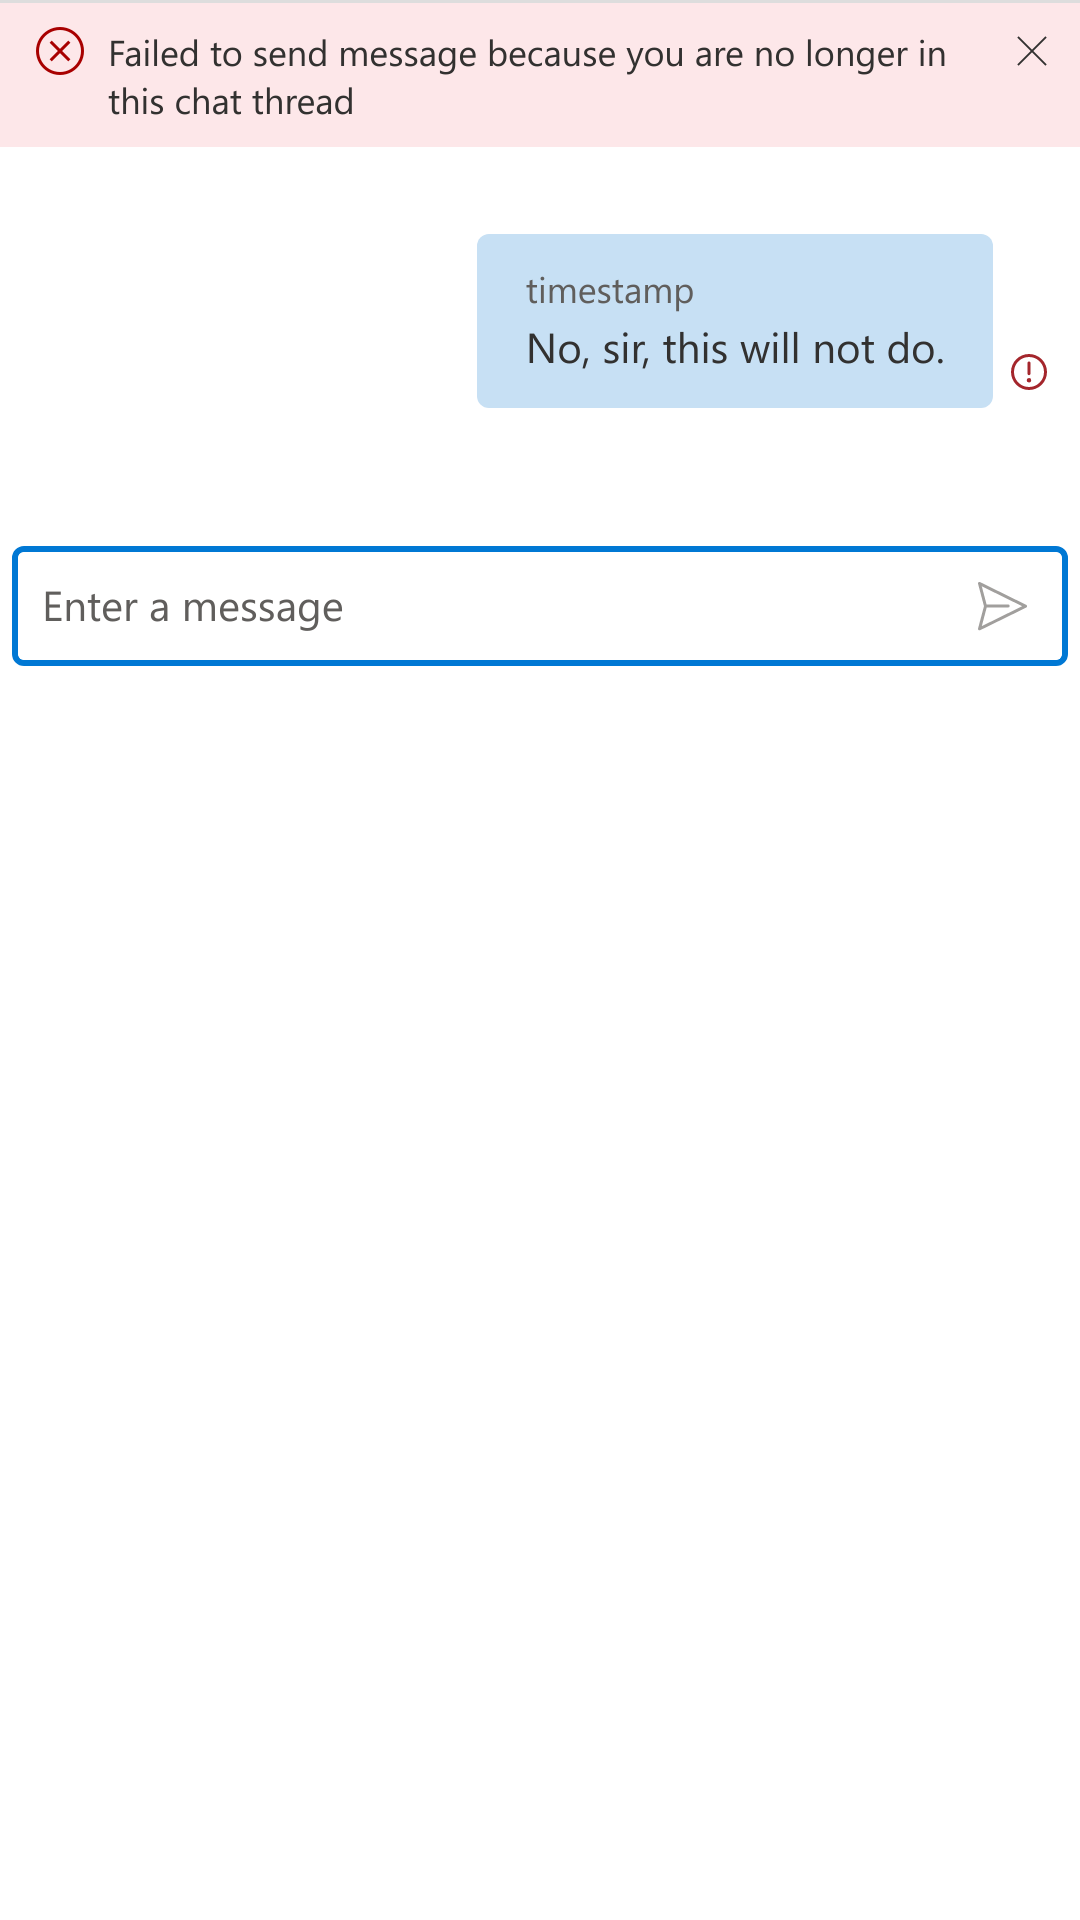 Failed to send message because you are no longer in
this chat thread
timestamp
No, sir, this will not do.
Enter a message